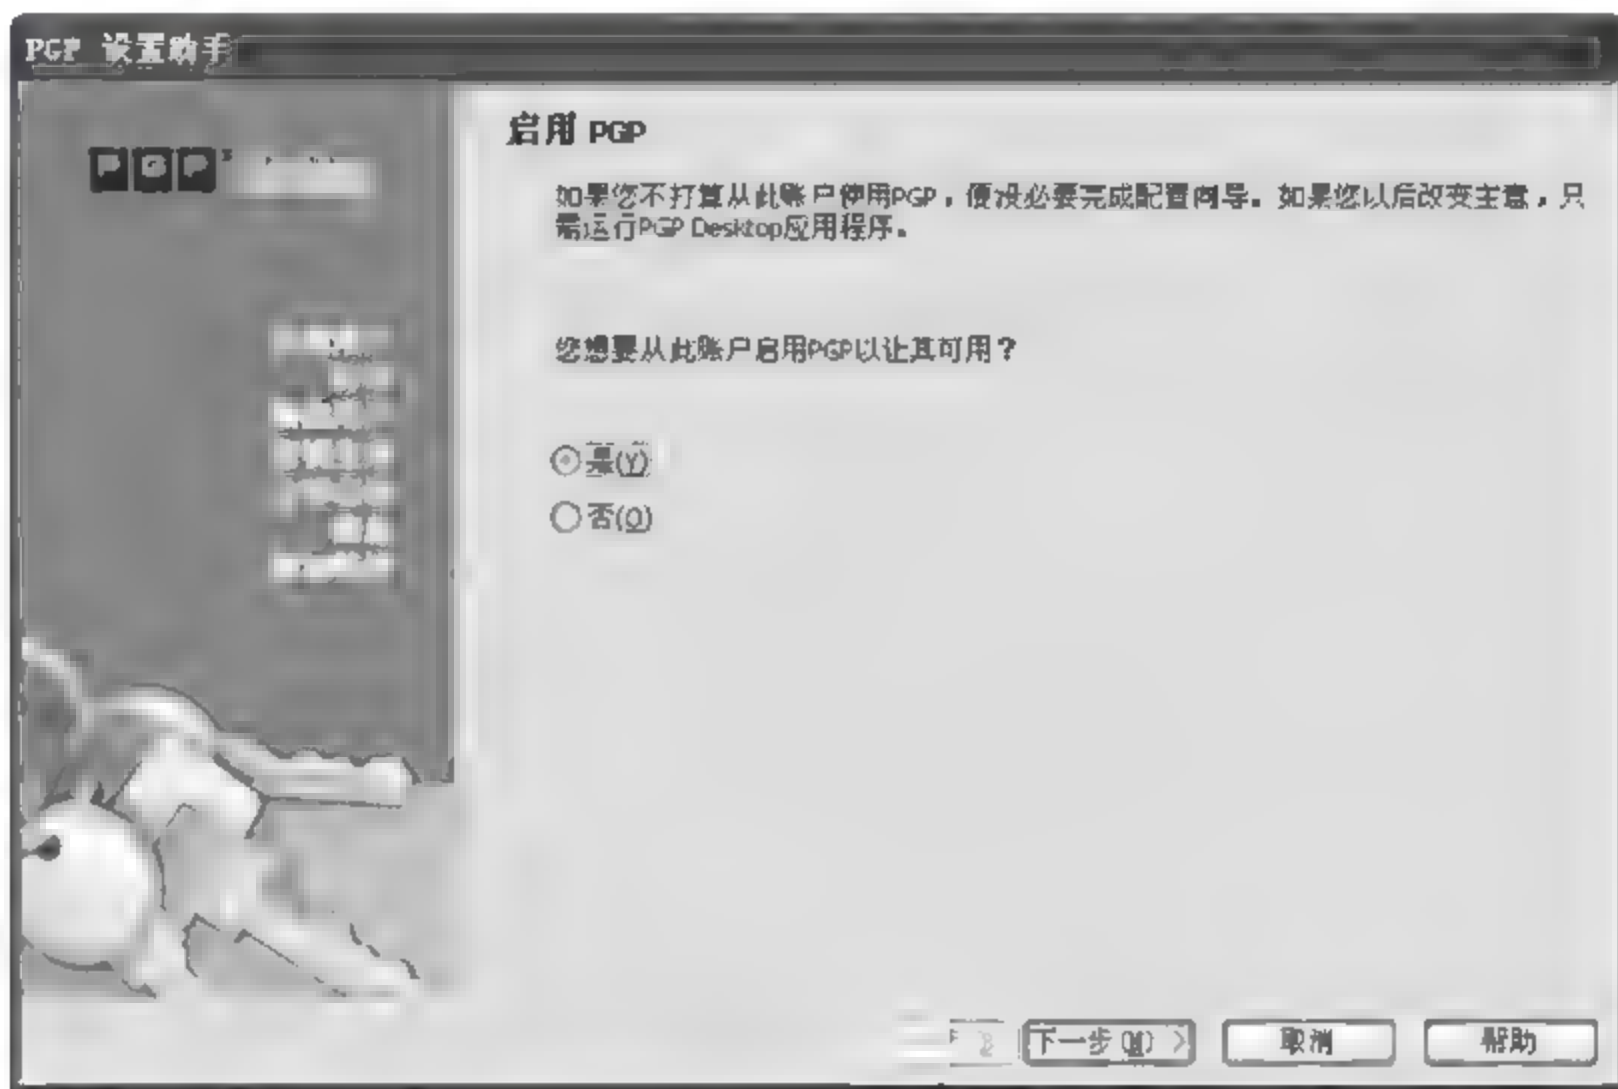 PGP 设置助手
PGP
启用 PGP
如果您不打算从此账户使用PGP，便没必要完成配置向导。如果您以后改变主意，只
需运行PGP Desktop应用程序。
您想要从此账户启用PGP以让其可用？
是(Y)
否(O)
下一步(N) > 取消 帮助